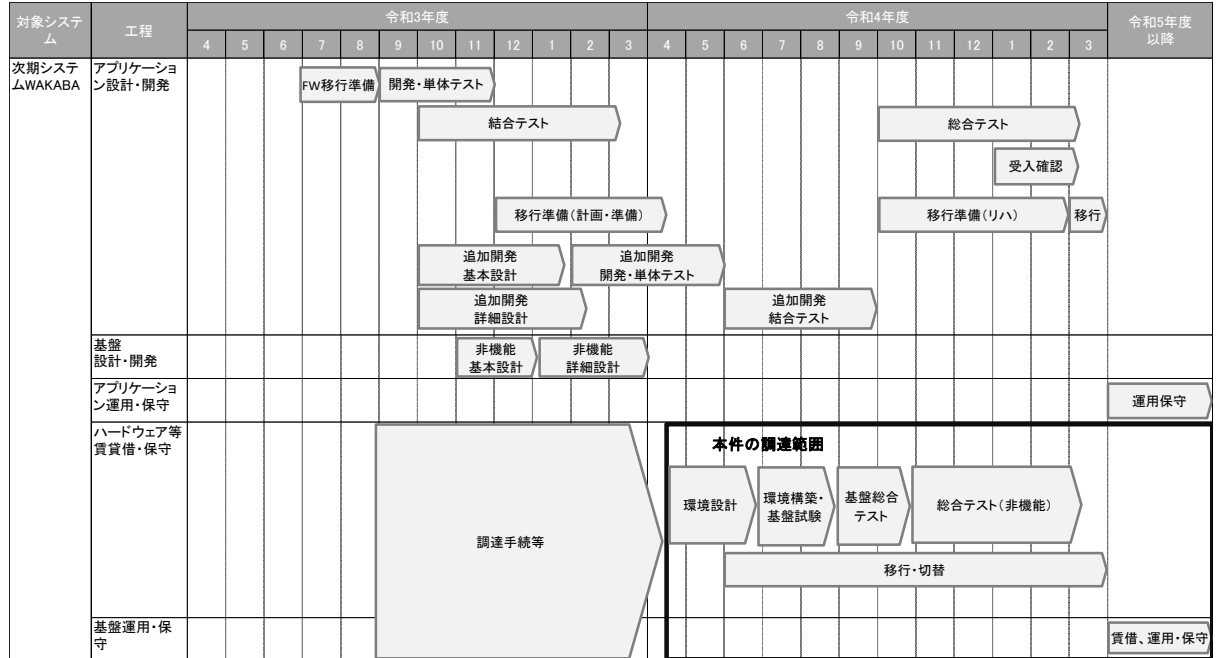 対象システ
ム
工程
令和3年度
令和4年度
令和5年度
以降
4 5 6 7 8 9 10 11 12 1 2 3 4 5 6 7 8 9 10 11 12 1 2 3
次期システ
ムWAKABA
アプリケーショ
ン設計・開発
FW移行準備
開発・単体テスト
結合テスト
総合テスト
受入確認
移行準備(計画・準備)
移行準備(リハ)
移行
追加開発
基本設計
追加開発
開発・単体テスト
追加開発
詳細設計
追加開発
結合テスト
基盤
設計・開発
非機能
基本設計
非機能
詳細設計
アプリケーショ
ン運用・保守
運用保守
ハードウェア等
賃貸借・保守
調達手続等
本件の調達範囲
環境設計
環境構築・
基盤試験
基盤総合
テスト
総合テスト(非機能)
移行・切替
基盤運用・保
守
賃借、運用・保守